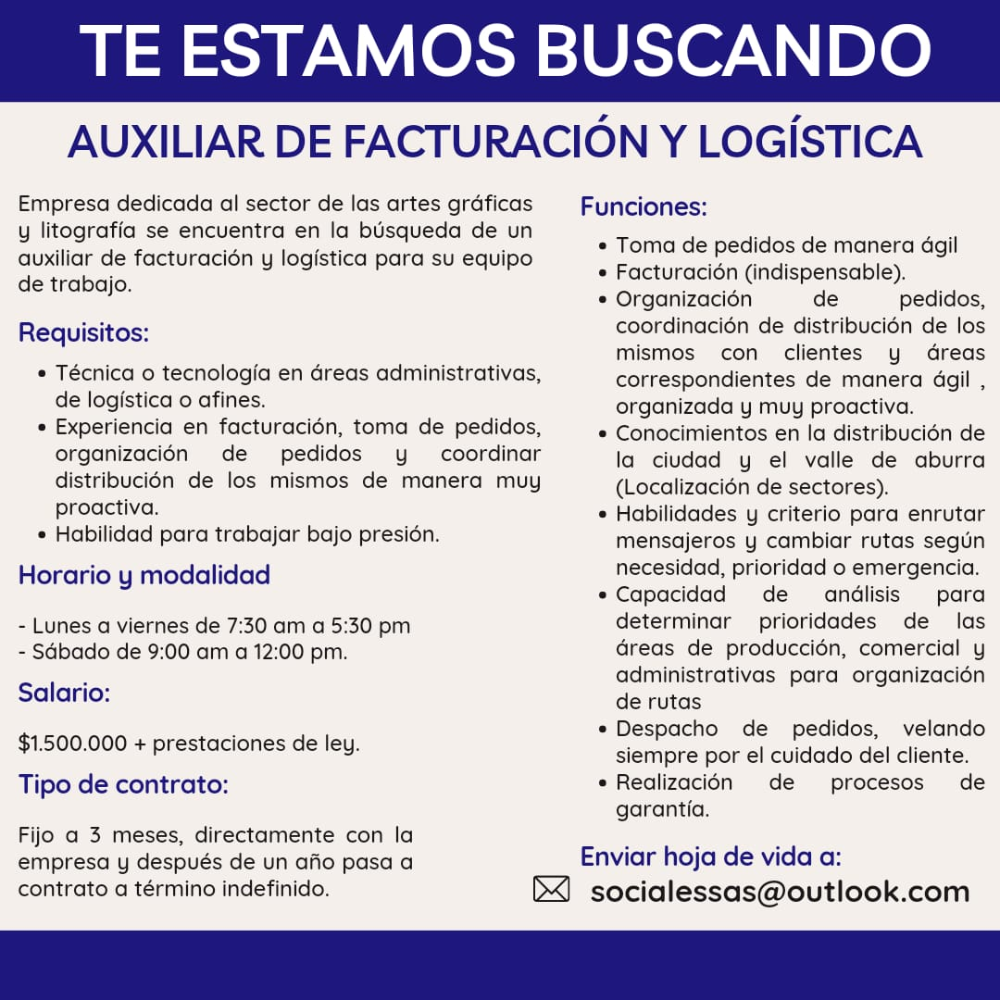 TE ESTAMOS BUSCANDO
AUXILIAR DE FACTURACIÓN Y LOGÍSTICA
Empresa dedicada al sector de las artes gráficas
y litografía se encuentra en la búsqueda de un
auxiliar de facturación y logística para su equipo
de trabajo.
Requisitos:
• Técnica o tecnología en áreas administrativas,
de logística o afines.
• Experiencia en facturación, toma de pedidos,
organización de pedidos y coordinar
distribución de los mismos de manera muy
proactiva.
• Habilidad para trabajar bajo presión.
Horario y modalidad
- Lunes a viernes de 7:30 am a 5:30 pm
- Sábado de 9:00 am a 12:00 pm.
Salario:
$1.500.000 + prestaciones de ley.
Tipo de contrato:
Fijo a 3 meses, directamente con la
empresa y después de un año pasa a
contrato a término indefinido.
Funciones:
• Toma de pedidos de manera ágil
• Facturación (indispensable).
• Organización de pedidos,
coordinación de distribución de los
mismos con clientes y áreas
correspondientes de manera ágil ,
organizada y muy proactiva.
• Conocimientos en la distribución de
la ciudad y el valle de aburra
(Localización de sectores).
• Habilidades y criterio para enrutar
mensajeros y cambiar rutas según
necesidad, prioridad o emergencia.
• Capacidad de análisis para
determinar prioridades de las
áreas de producción, comercial y
administrativas para organización
de rutas
• Despacho de pedidos, velando
siempre por el cuidado del cliente.
• Realización de procesos de
garantía.
Enviar hoja de vida a:
socialessas@outlook.com